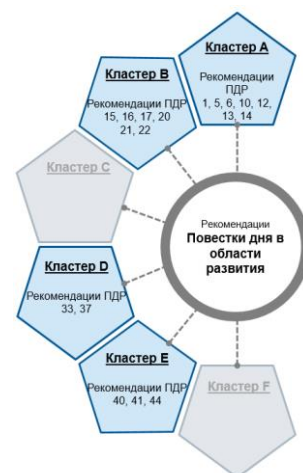 Кластер A
Рекомендации
ПДР
1, 5, 6, 10, 12,
13, 14
Кластер B
Рекомендации ПДР
15, 16, 17, 20
21, 22
Кластер C
Рекомендации
Повестки дня в
области
развития
Кластер D
Рекомендации ПДР
33, 37
Кластер E
Рекомендации ПДР
40, 41, 44
Кластер F